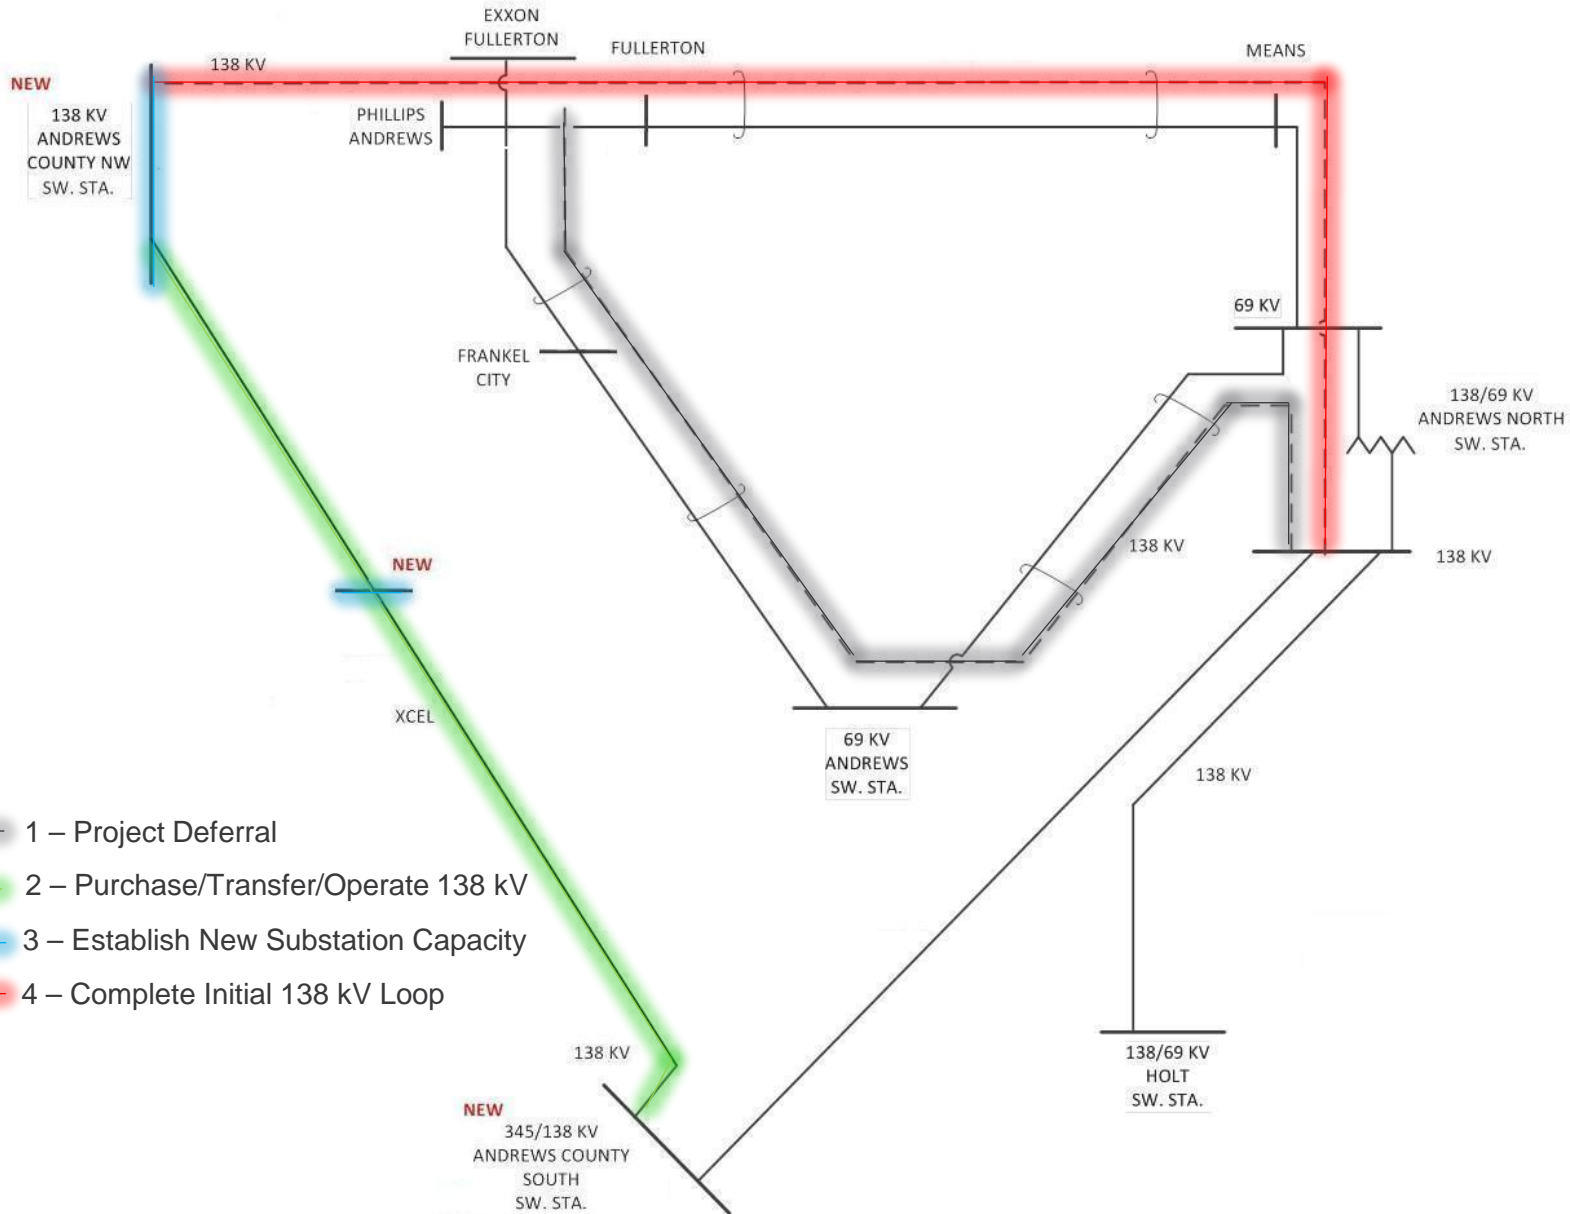 EXXON
FULLERTON
FULLERTON
MEANS
138 KV
NEW
138 KV
ANDREWS
COUNTY NW
SW. STA.
PHILLIPS
ANDREWS
69 KV
FRANKEL
CITY
138/69 KV
ANDREWS NORTH
SW. STA.
138 KV
138 KV
NEW
XCEL
69 KV
ANDREWS
SW. STA.
138 KV
1 – Project Deferral
2 – Purchase/Transfer/Operate 138 kV
3 – Establish New Substation Capacity
4 – Complete Initial 138 kV Loop
138 KV
NEW
345/138 KV
ANDREWS COUNTY
SOUTH
SW. STA.
138/69 KV
HOLT
SW. STA.